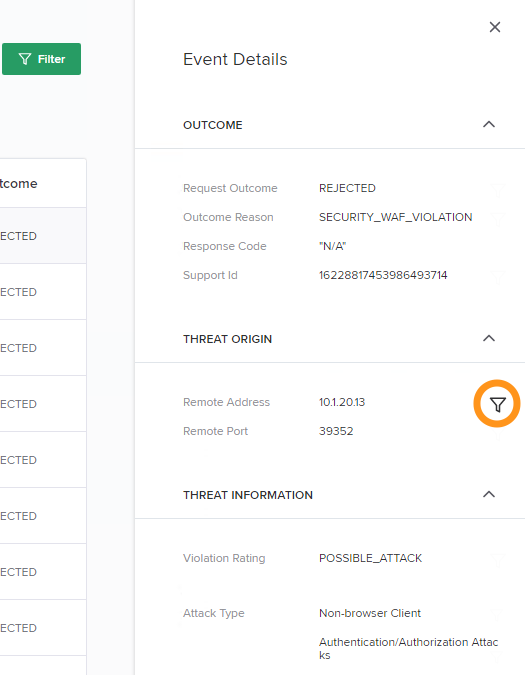 Filter
Event Details
OUTCOME
tcome
Request Outcome REJECTED
ECTED
Outcome Reason SECURITY_WAF_VIOLATION
Response Code "N/A"
Support Id 16228817453986493714
ECTED
THREAT ORIGIN
ECTED
Remote Address 10.1.20.13
ECTED
Remote Port 39352
ECTED
THREAT INFORMATION
ECTED
Violation Rating POSSIBLE_ATTACK
ECTED
Attack Type Non-browser Client
ECTED
Authentication/Authorization Attac
ks